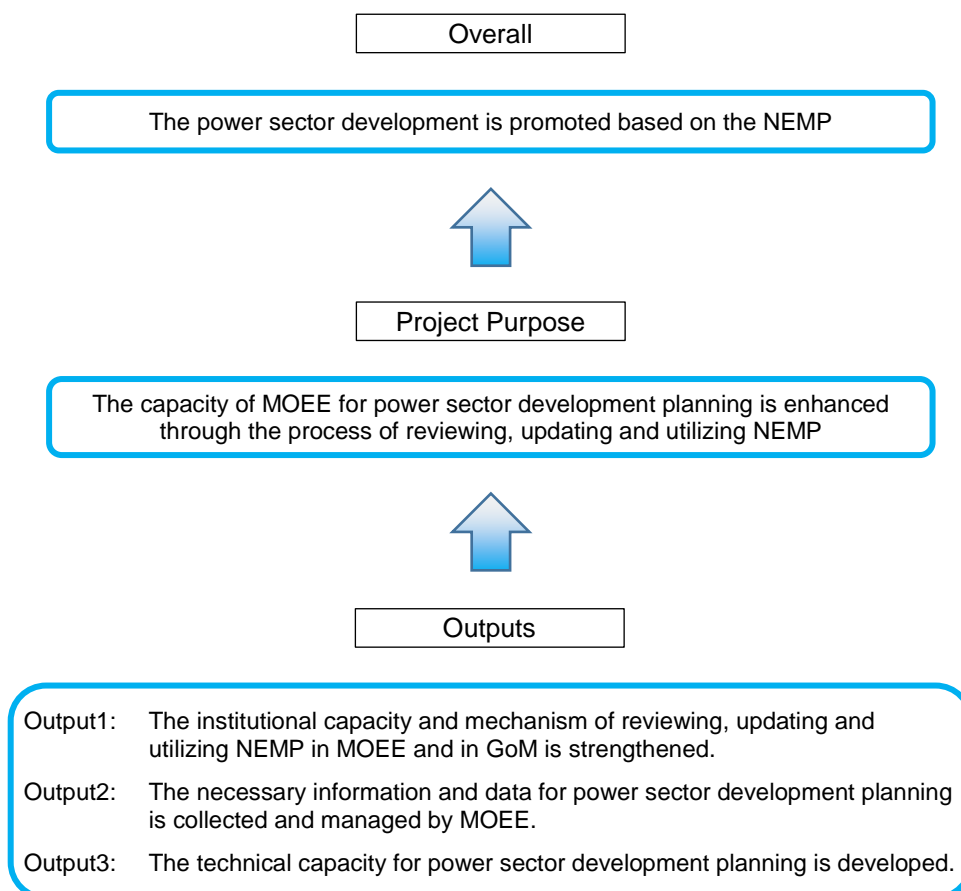 Overall
The power sector development is promoted based on the NEMP
Project Purpose
The capacity of MOEE for power sector development planning is enhanced
through the process of reviewing, updating and utilizing NEMP
Outputs
Output1: The institutional capacity and mechanism of reviewing, updating and
utilizing NEMP in MOEE and in GoM is strengthened.
Output2: The necessary information and data for power sector development planning
is collected and managed by MOEE.
Output3: The technical capacity for power sector development planning is developed.